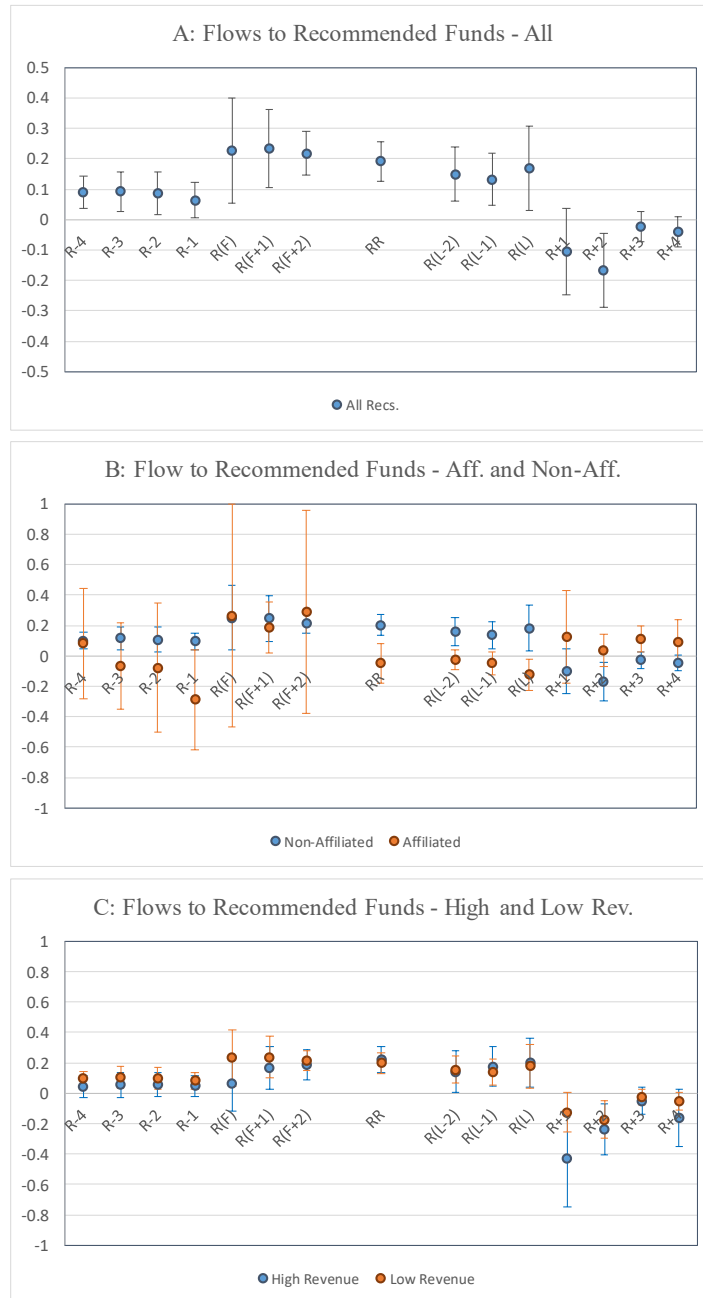 A: Flows to Recommended Funds - All
0.5
0.4
0.3
0.2
0.1
0
-0.1
-0.2
-0.3
-0.4
-0.5
R-4
R-3
R-2
R-1
R(F)
R(F+1)
R(F+2)
RR
R(L-2)
R(L-1)
R(L)
R+1
R+2
R+3
R+4
All Recs.
B: Flow to Recommended Funds - Aff. and Non-Aff.
1
0.8
0.6
0.4
0.2
0
-0.2
-0.4
-0.6
-0.8
-1
R-4
R-3
R-2
R-1
R(F)
R(F+1)
R(F+2)
RR
R(L-2)
R(L-1)
R(L)
R+1
R+2
R+3
R+4
Non-Affiliated Affiliated
C: Flows to Recommended Funds - High and Low Rev.
1
0.8
0.6
0.4
0.2
0
-0.2
-0.4
-0.6
-0.8
-1
R-4
R-3
R-2
R-1
R(F)
R(F+1)
R(F+2)
RR
R(L-2)
R(L-1)
R(L)
R+1
R+2
R+3
R+4
High Revenue Low Revenue